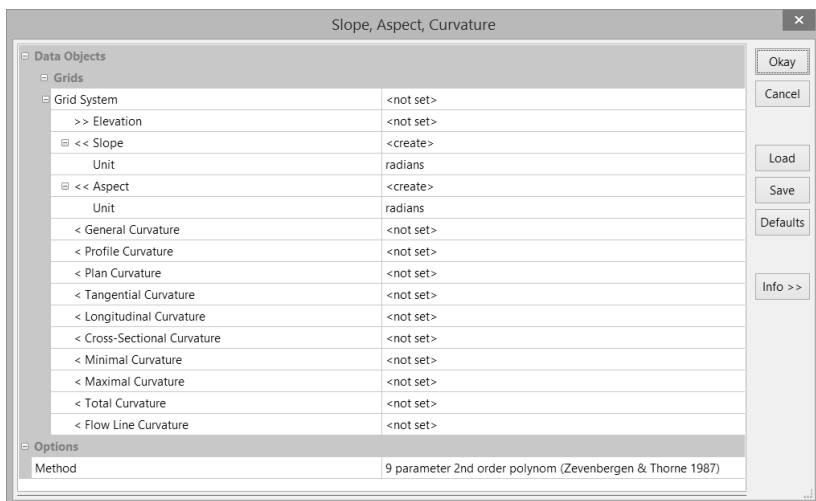 Slope, Aspect, Curvature
Data Objects
Grids
Grid System <not set>
>> Elevation <not set>
<< Slope <create>
Unit radians
<< Aspect <create>
Unit radians
< General Curvature <not set>
< Profile Curvature <not set>
< Plan Curvature <not set>
< Tangential Curvature <not set>
< Longitudinal Curvature <not set>
< Cross-Sectional Curvature <not set>
< Minimal Curvature <not set>
< Maximal Curvature <not set>
< Total Curvature <not set>
< Flow Line Curvature <not set>
Options
Method 9 parameter 2nd order polynom (Zevenbergen & Thorne 1987)
Okay
Cancel
Load
Save
Defaults
Info >>